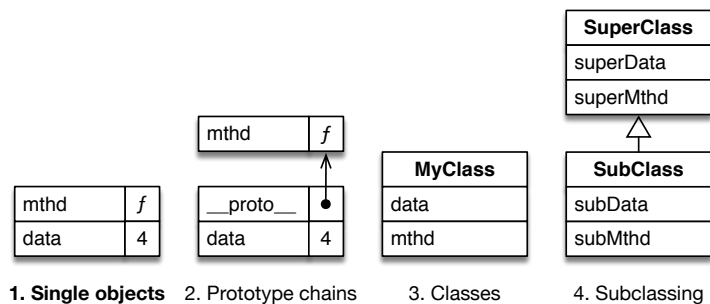 SuperClass
superData
superMthd
mthd ƒ
MyClass
SubClass
mthd ƒ
__proto__
data
subData
data 4
data 4
mthd
subMthd
1. Single objects
2. Prototype chains
3. Classes
4. Subclassing